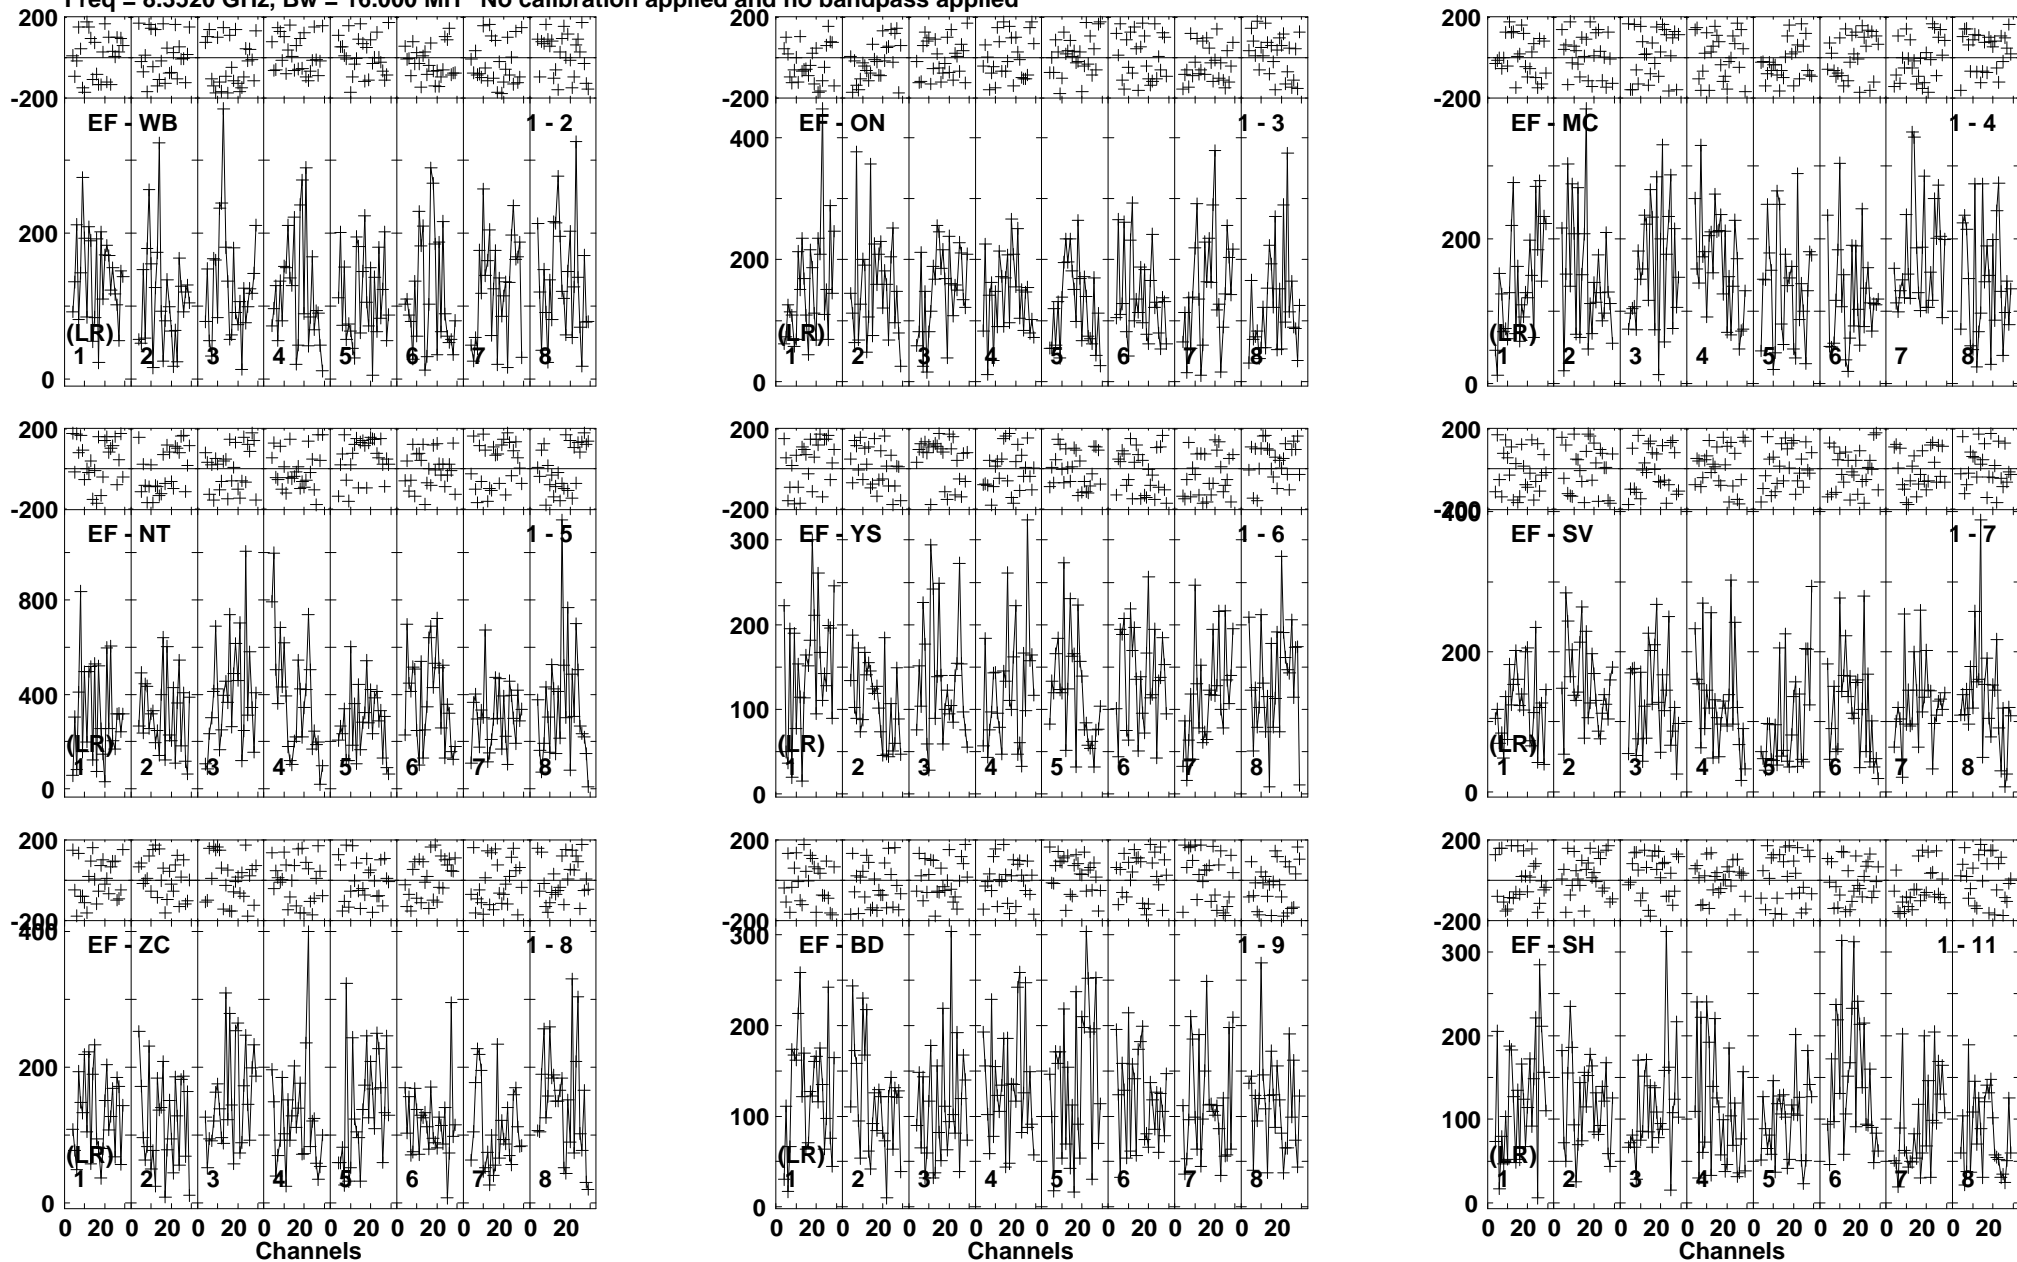 Freq = 8.3520 GHz, Bw = 16.000 MH No calibration applied and no bandpass applied
200 200 200
-200 -200 -200
EF - WB 1 - 2 EF - ON 1 - 3 EF - MC 1 - 4
400
200 200 200
(LR) (LR) (LR)
1 2 3 4 5 6 7 8 1 2 3 4 5 6 7 8 1 2 3 4 5 6 7 8
0 0 0
200 200 200
-200 -200 -200
400
EF - NT 1 - 5 EF - YS 1 - 6 EF - SV 1 - 7
300
800
200 200
400
100
(LR) (LR) (LR)
1 2 3 4 5 6 7 8 1 2 3 4 5 6 7 8 1 2 3 4 5 6 7 8
0 0 0
200 200 200
-200 -200 -200
400 300
EF - ZC 1 - 8 EF - BD 1 - 9 EF - SH 1 - 11
300
200 200 200
100 100
(LR) (LR) (LR)
1 2 3 4 5 6 7 8 1 2 3 4 5 6 7 8 1 2 3 4 5 6 7 8
0 0 0
0 20 0 20 0 20 0 20 0 20 0 20 0 20 0 20 0 20 0 20 0 20 0 20 0 20 0 20 0 20 0 20 0 20 0 20 0 20 0 20 0 20 0 20 0 20 0 20
Channels Channels Channels